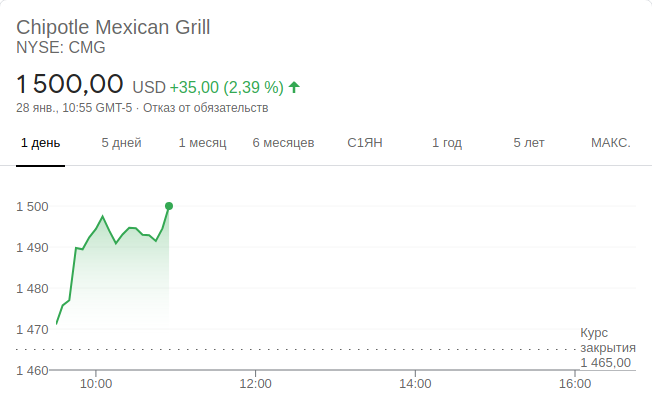 Chipotle Mexican Grill
NYSE: CMG
1 500,00 USD +35,00 (2,39 %)
28 янв., 10:55 GMT-5 · Отказ от обязательств
1 день 5 дней 1 месяц 6 месяцев С1ЯН 1 год 5 лет МАКС.
1 500
1 490
1 480
1 470
Курс
закрытия
1 465,00
1 460
10:00 12:00 14:00 16:00